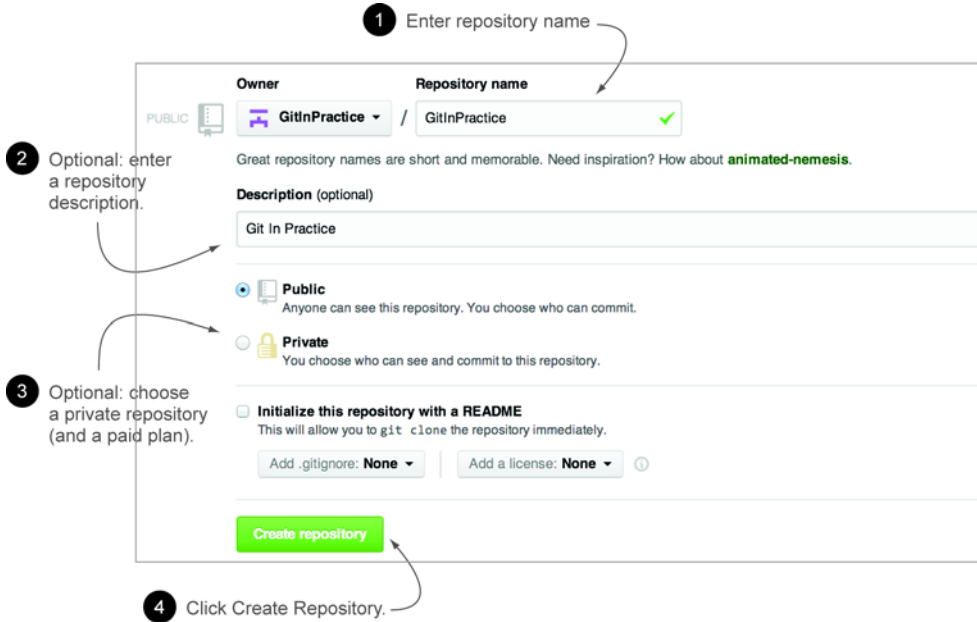 1 Enter repository name
Owner
Repository name
PUBLIC
GitInPractice / GitInPractice
2 Optional: enter
a repository
description.
Great repository names are short and memorable. Need inspiration? How about animated-nemesis.
Description (optional)
Git In Practice
Public
Anyone can see this repository. You choose who can commit.
Private
You choose who can see and commit to this repository.
3 Optional: choose
a private repository
(and a paid plan).
Initialize this repository with a README
This will allow you to git clone the repository immediately.
Add .gitignore: None
Add a license: None
Create repository
4 Click Create Repository.